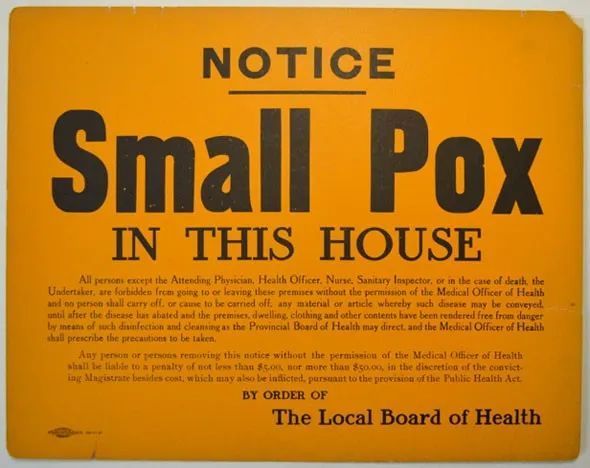 NOTICE
Small Pox
IN THIS HOUSE
All persons except the Attending Physician, Health Officer, Nurse, Sanitary Inspector, or in the case of death, the
Undertaker, are forbidden from going to or leaving these premises without the permission of the Medical Officer of Health
and no person shall carry off, or cause to be carried off, any material or article whereby such disease may be conveyed,
until after the disease has abated and the premises, dwelling, clothing and other contents have been rendered free from danger
by means of such disinfection and cleansing as the Provincial Board of Health may direct, and the Medical Officer of Health
shall prescribe the precautions to be taken.
Any person or persons removing this notice without the permission of the Medical Officer of Health
shall be liable to a penalty of not less than $5.00, nor more than $50.00, in the discretion of the convict-
ing Magistrate besides cost, which may also be inflicted, pursuant to the provision of the Public Health Act.
BY ORDER OF
The Local Board of Health